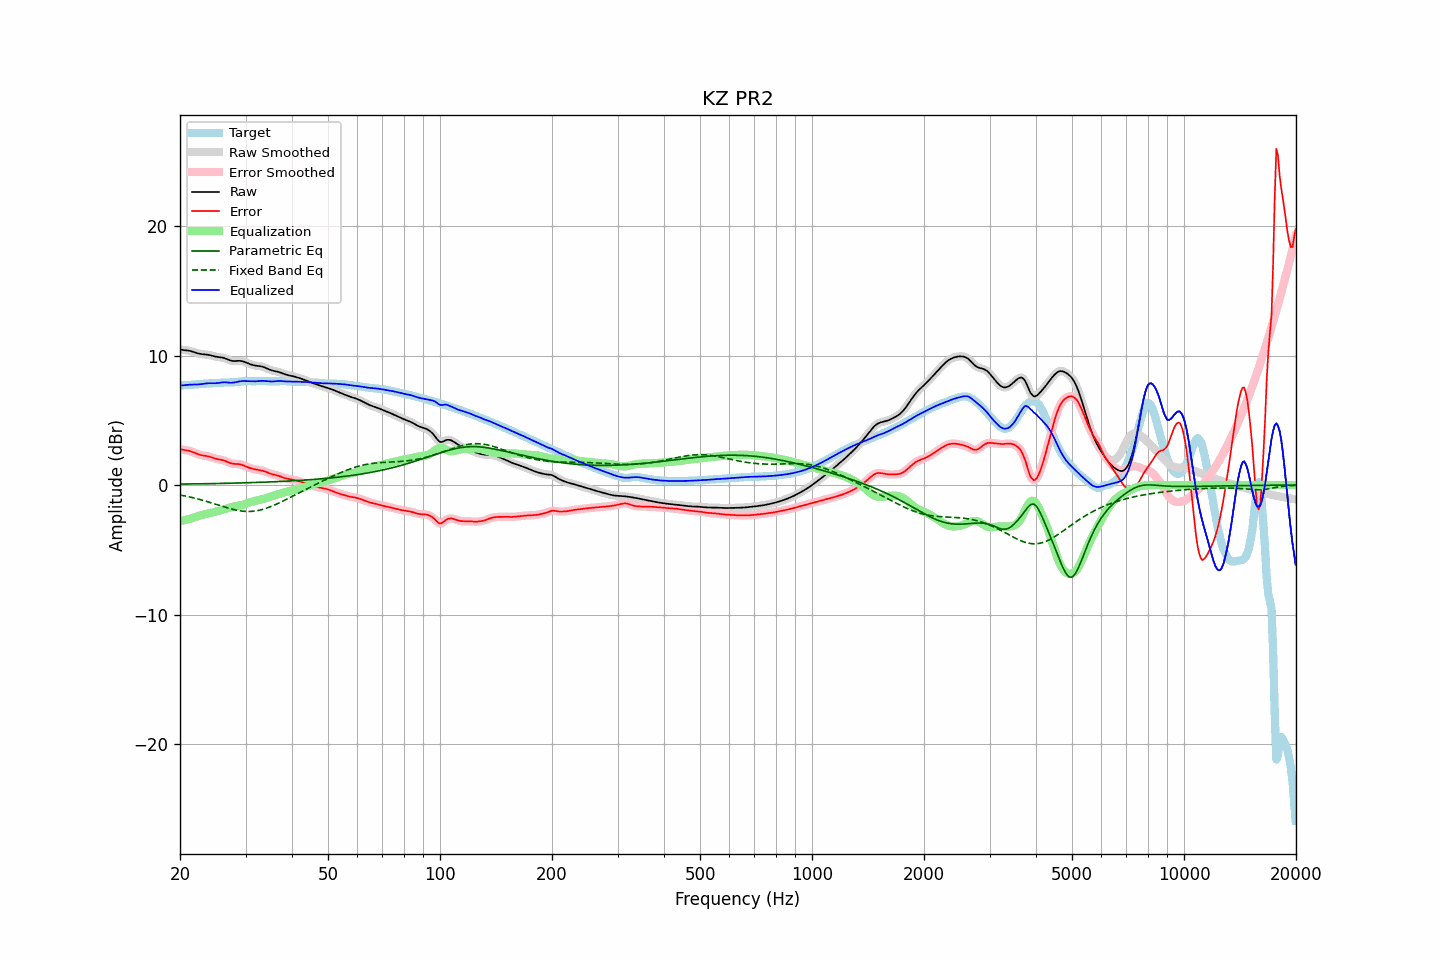 KZ PR2
Target
Raw Smoothed
Error Smoothed
Raw
Error
Equalization
Parametric Eq
Fixed Band Eq
Equalized
Amplitude (dBr)
20
10
0
−10
−20
20
50
100
200
500
1000
2000
5000
10000
20000
Frequency (Hz)